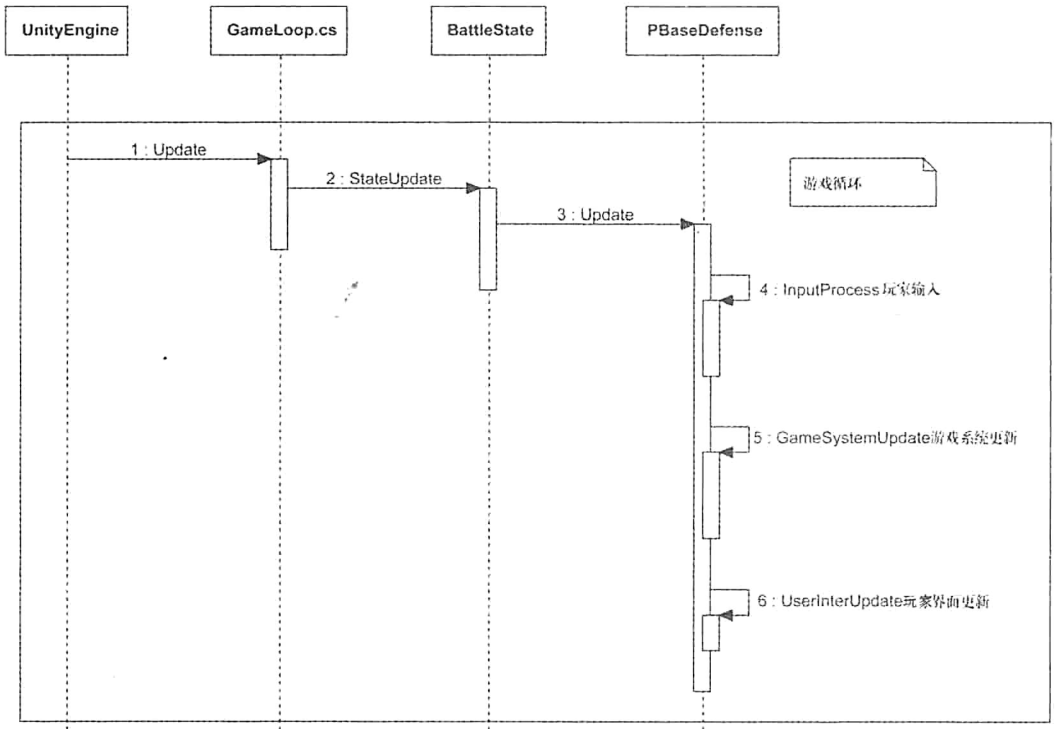 UnityEngine
GameLoop.cs
BattleState
PBaseDefense
1 : Update
2 : StateUpdate
3 : Update
游戏循环
4 : InputProcess玩家输入
5 : GameSystemUpdate游戏系统更新
6 : UserInterUpdate玩家界面更新